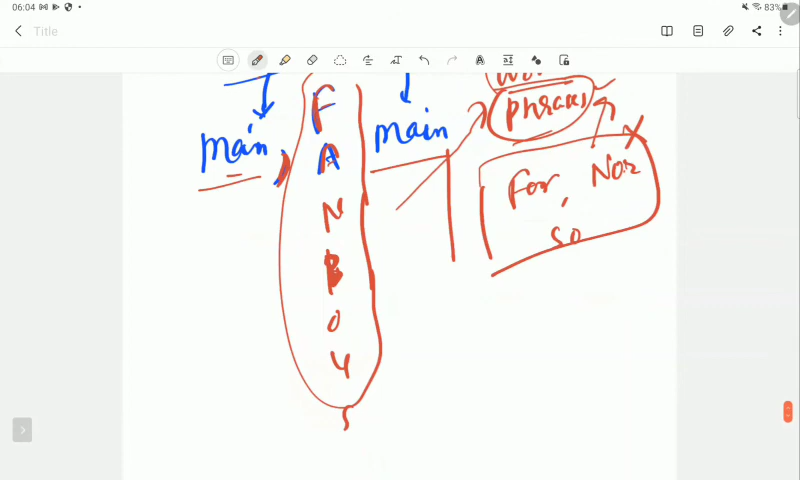 06:04
83%
Title
phrases
main, F main
A
N
B
O
Y
S
For, Nor
so